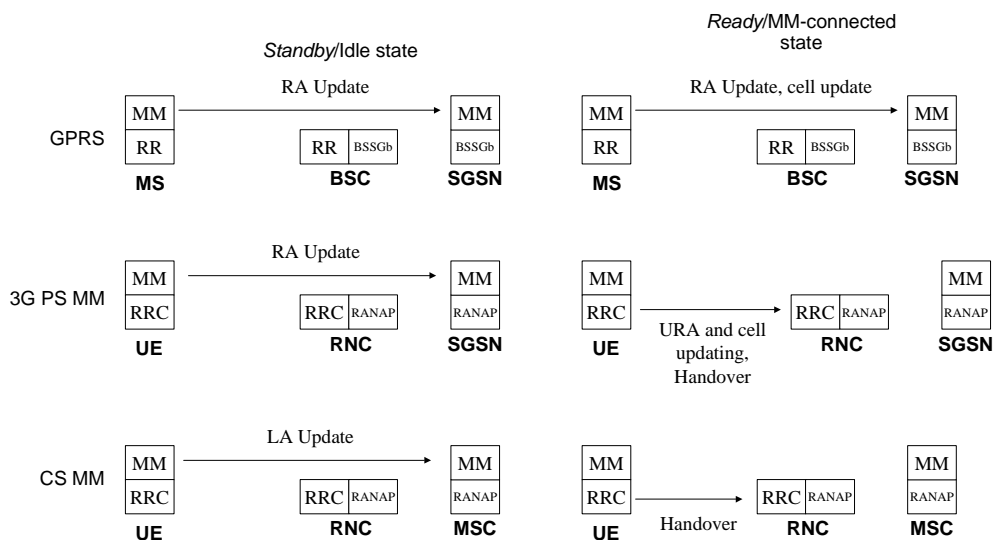 Standby/Idle state
Ready/MM-connected
state
GPRS
RA Update
MM
MM
RR
RR
BSSGb
BSSGb
MS
BSC
SGSN
RA Update, cell update
MM
MM
RR
RR
BSSGb
BSSGb
MS
BSC
SGSN
3G PS MM
RA Update
MM
MM
RRC
RRC
RANAP
RANAP
UE
RNC
SGSN
MM
MM
RRC
RRC
RANAP
RANAP
URA and cell
updating,
Handover
UE
RNC
SGSN
CS MM
LA Update
MM
MM
RRC
RRC
RANAP
RANAP
UE
RNC
MSC
MM
MM
RRC
RRC
RANAP
RANAP
Handover
UE
RNC
MSC